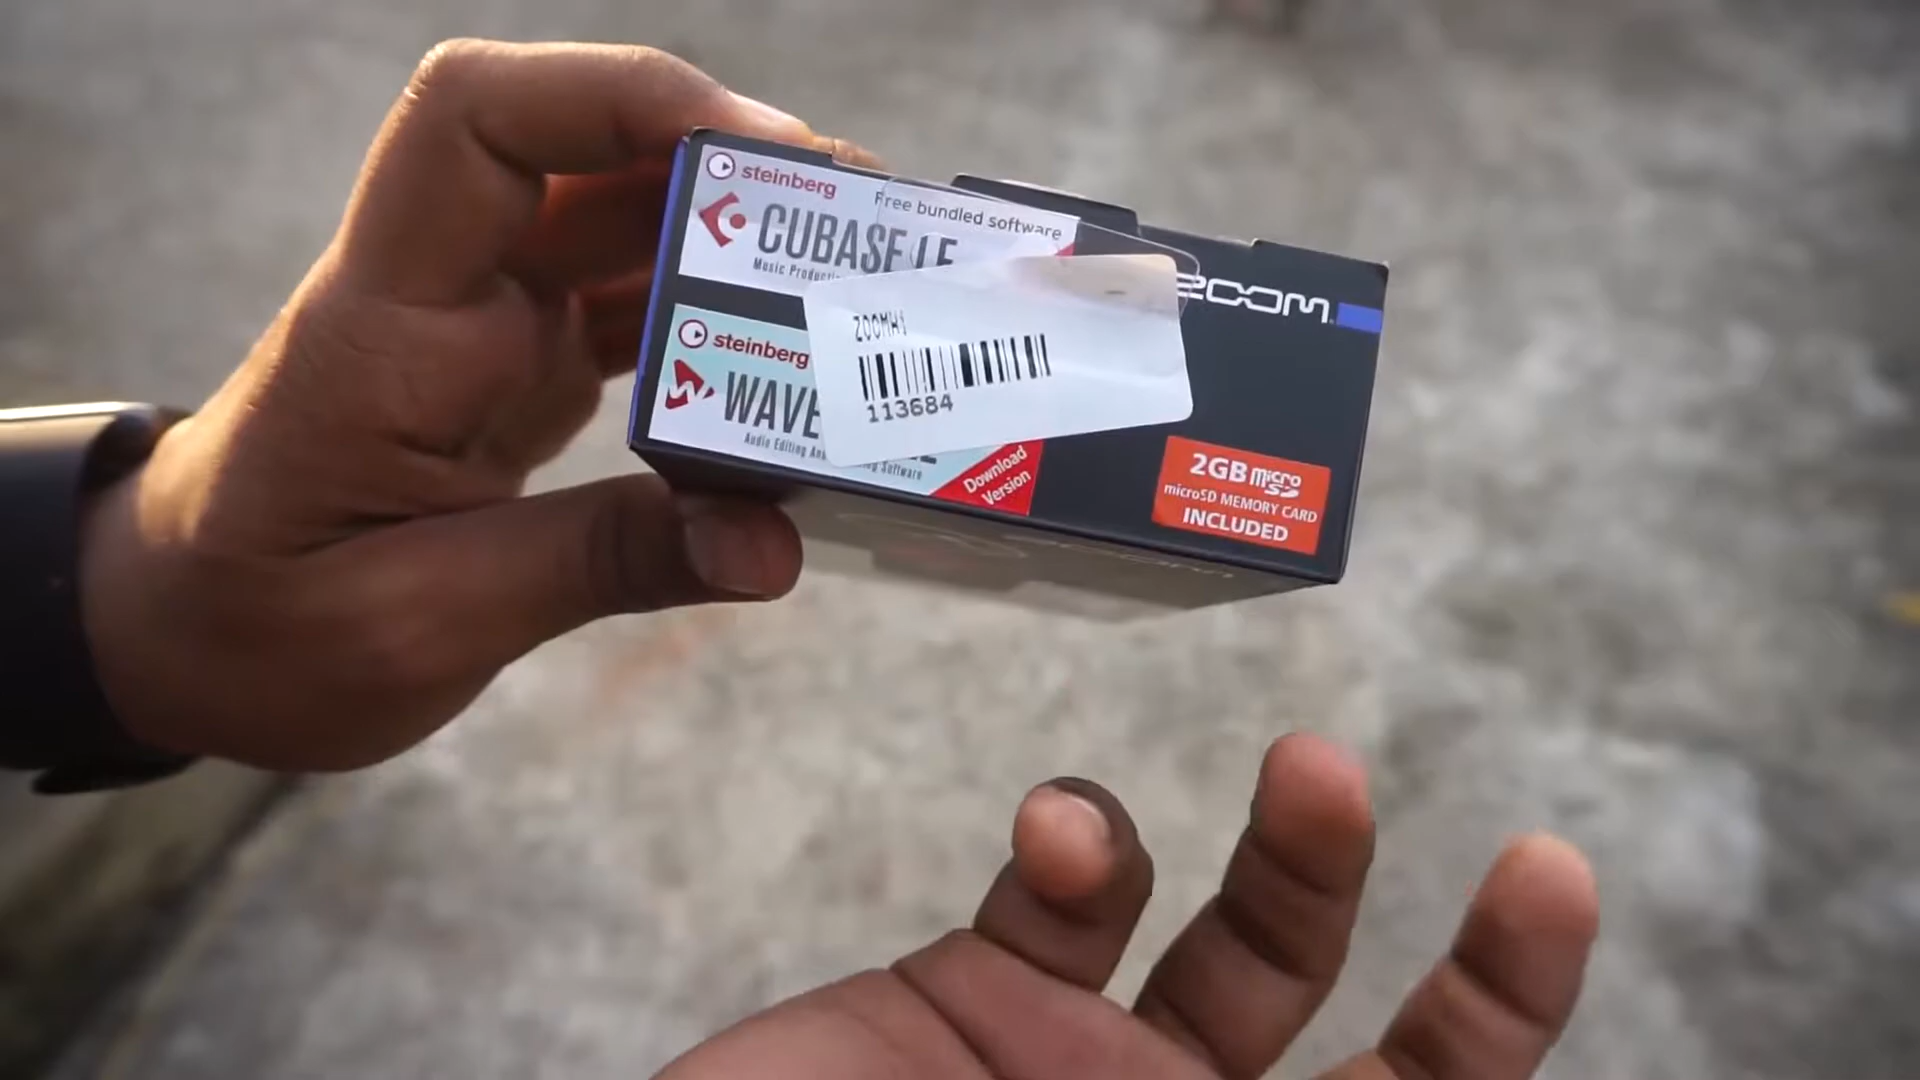 steinberg
Free bundled software
CUBASE LE
Music
ZOOM
ZOOMH1
113684
steinberg
WAVE
Audio Editing
Software
Download
Version
2GB micro
SD
microSD MEMORY CARD
INCLUDED